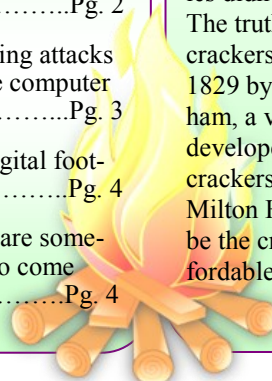 ........Pg. 2
ing attacks
computer
.......Pg. 3
gital foot-
.........Pg. 4
are some-
o come
.......Pg. 4
The truth
crackers
1829 by
ham, a
develope
crackers
Milton
be the cr
fordable